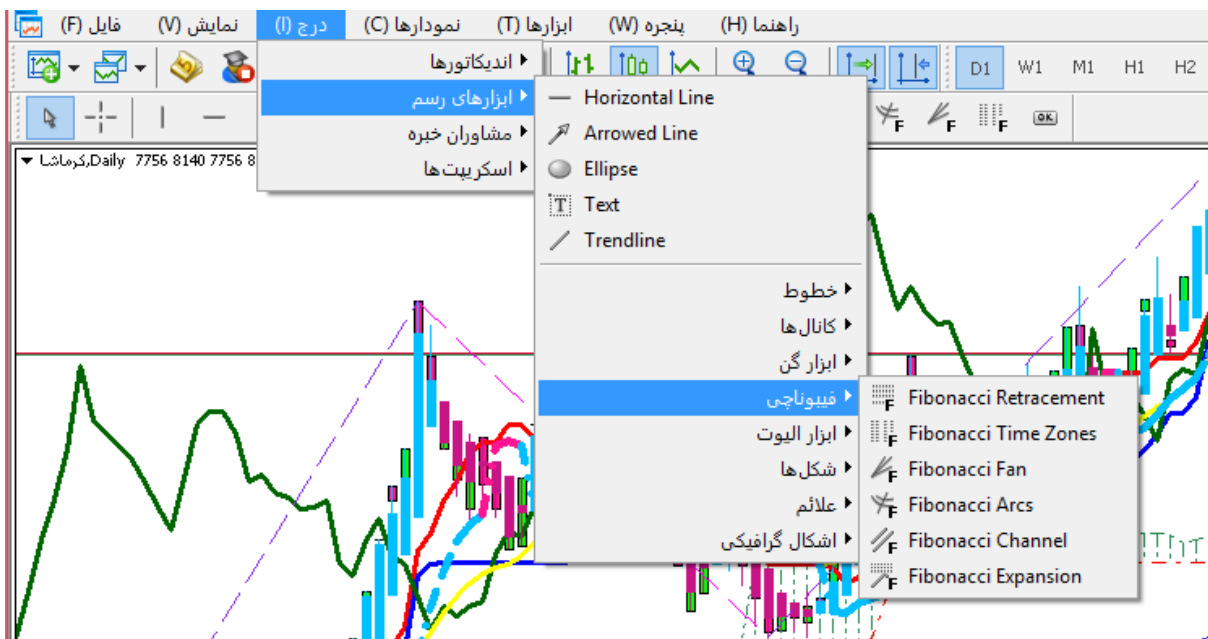 فایل (F) نمایش (V) درج (I) نمودارها (C) ابزارها (T) پنجره (W) راهنما (H)
D1 W1 M1 H1 H2
OK
F F F
کرماشا,Daily 7756 8140 7756 8
اندیکاتورها
ابزارهای رسم
مشاوران خبره
اسکریپت‌ها
Horizontal Line
Arrowed Line
Ellipse
T Text
Trendline
خطوط
کانال‌ها
ابزار گن
فیبوناچی
ابزار الیوت
شکل‌ها
علائم
اشکال گرافیکی
F Fibonacci Retracement
F Fibonacci Time Zones
F Fibonacci Fan
F Fibonacci Arcs
F Fibonacci Channel
F Fibonacci Expansion